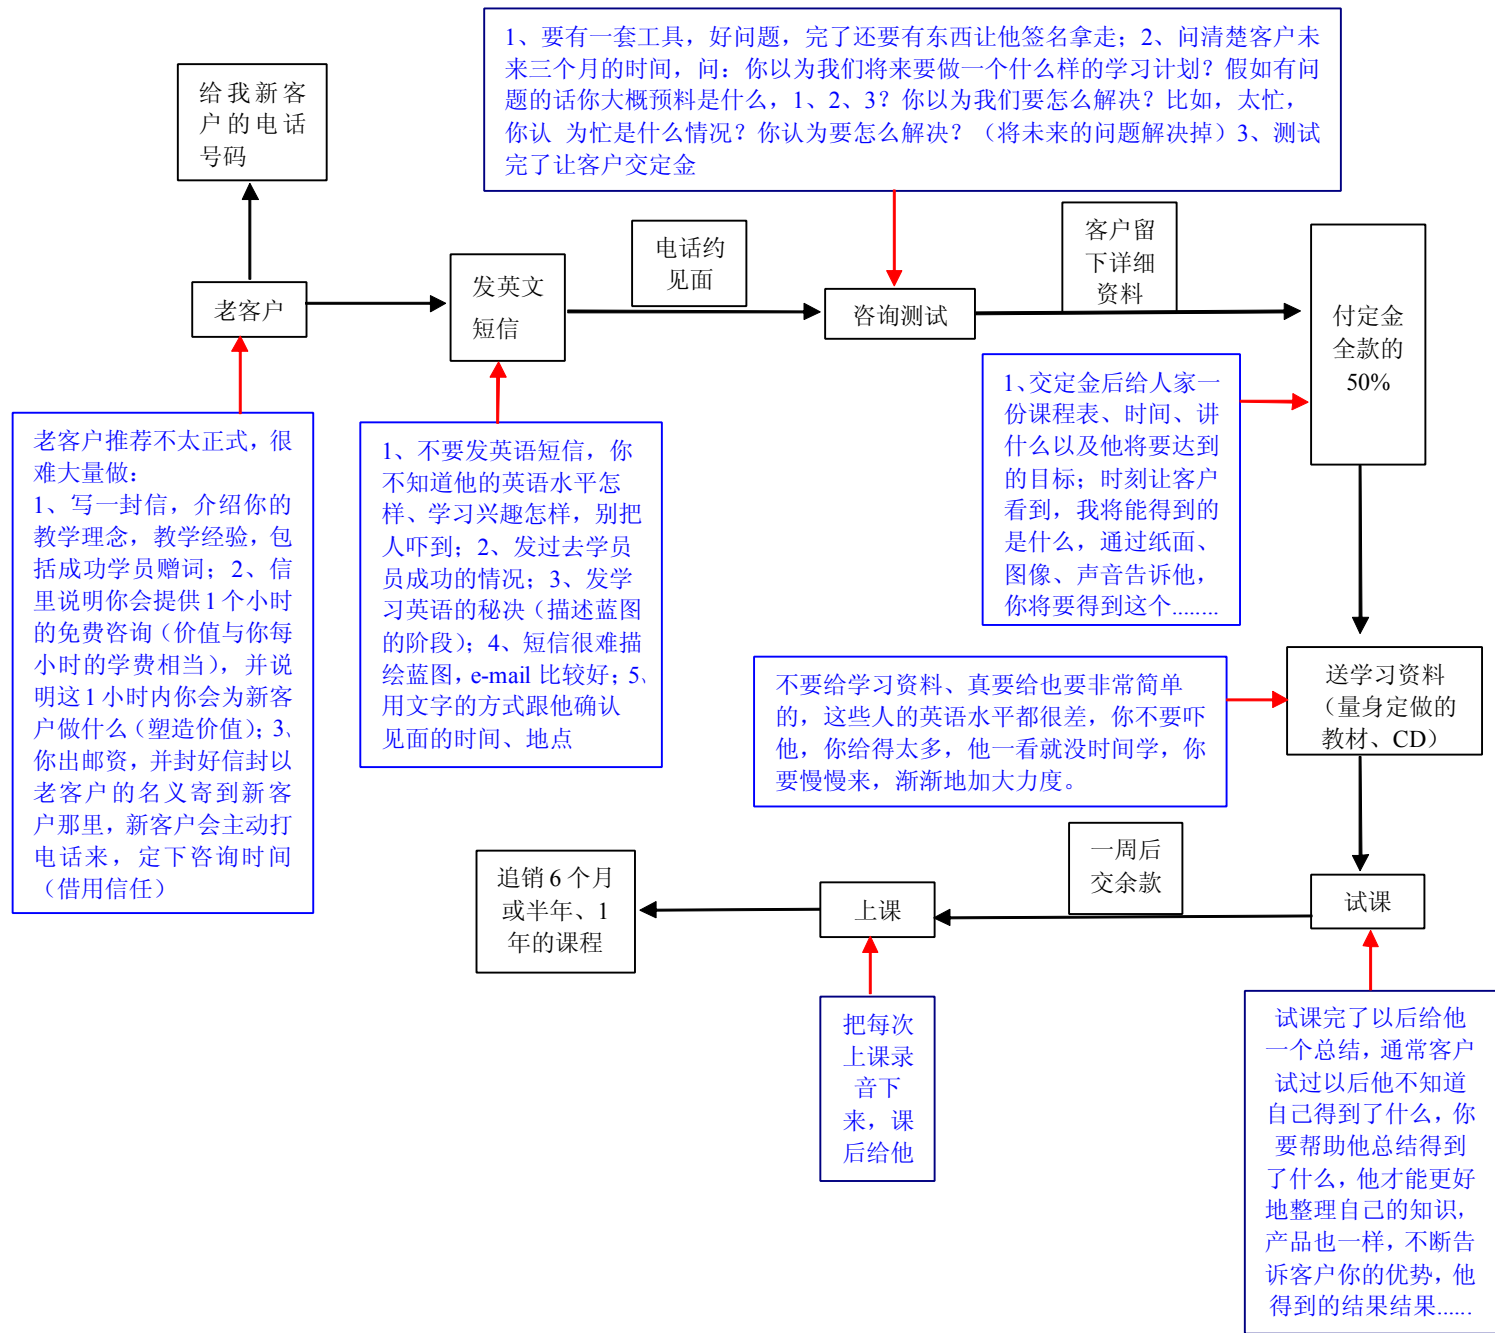 1、要有一套工具，好问题，完了还要有东西让他签名拿走；2、问清楚客户未
来三个月的时间，问：你以为我们将来要做一个什么样的学习计划？假如有问
题的话你大概预料是什么，1、2、3？你以为我们要怎么解决？比如，太忙，
你认 为忙是什么情况？你认为要怎么解决？（将未来的问题解决掉）3、测试
完了让客户交定金
给我新客
户的电话
号码
老客户
发英文
短信
电话约
见面
咨询测试
客户留
下详细
资料
付定金
全款的
50%
老客户推荐不太正式，很
难大量做：
1、写一封信，介绍你的
教学理念，教学经验，包
括成功学员赠词；2、信
里说明你会提供 1 个小时
的免费咨询（价值与你每
小时的学费相当），并说
明这 1 小时内你会为新客
户做什么（塑造价值）；3、
你出邮资，并封好信封以
老客户的名义寄到新客
户那里，新客户会主动打
电话来，定下咨询时间
（借用信任）
1、不要发英语短信，你
不知道他的英语水平怎
样、学习兴趣怎样，别把
人吓到；2、发过去学员
员成功的情况；3、发学
习英语的秘决（描述蓝图
的阶段）；4、短信很难描
绘蓝图，e-mail 比较好；5、
用文字的方式跟他确认
见面的时间、地点
1、交定金后给人家一
份课程表、时间、讲
什么以及他将要达到
的目标；时刻让客户
看到，我将能得到的
是什么，通过纸面、
图像、声音告诉他，
你将要得到这个........
不要给学习资料、真要给也要非常简单
的，这些人的英语水平都很差，你不要吓
他，你给得太多，他一看就没时间学，你
要慢慢来，渐渐地加大力度。
送学习资料
（量身定做的
教材、CD）
追销 6 个月
或半年、1
年的课程
上课
一周后
交余款
试课
把每次
上课录
音下
来，课
后给他
试课完了以后给他
一个总结，通常客户
试过以后他不知道
自己得到了什么，你
要帮助他总结得到
了什么，他才能更好
地整理自己的知识，
产品也一样，不断告
诉客户你的优势，他
得到的结果结果......